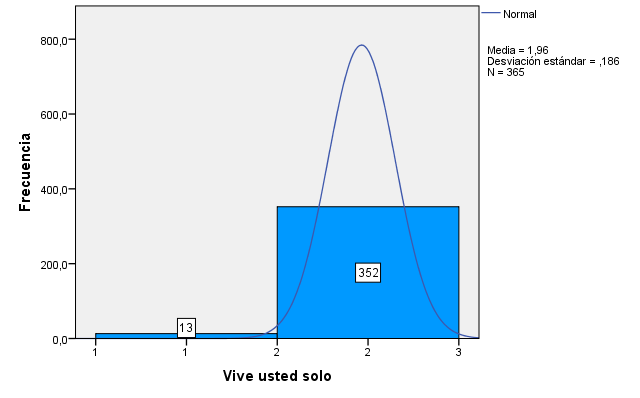 Normal
Media = 1,96
Desviación estándar = ,186
N = 365
Frecuencia
800,0
600,0
400,0
200,0
0,0
13
352
1 1 2 2 3
Vive usted solo